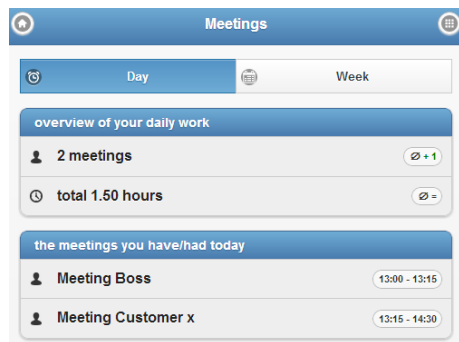 Meetings
Day
Week
overview of your daily work
2 meetings
Ø + 1
total 1.50 hours
Ø =
the meetings you have/had today
Meeting Boss
13:00 - 13:15
Meeting Customer x
13:15 - 14:30